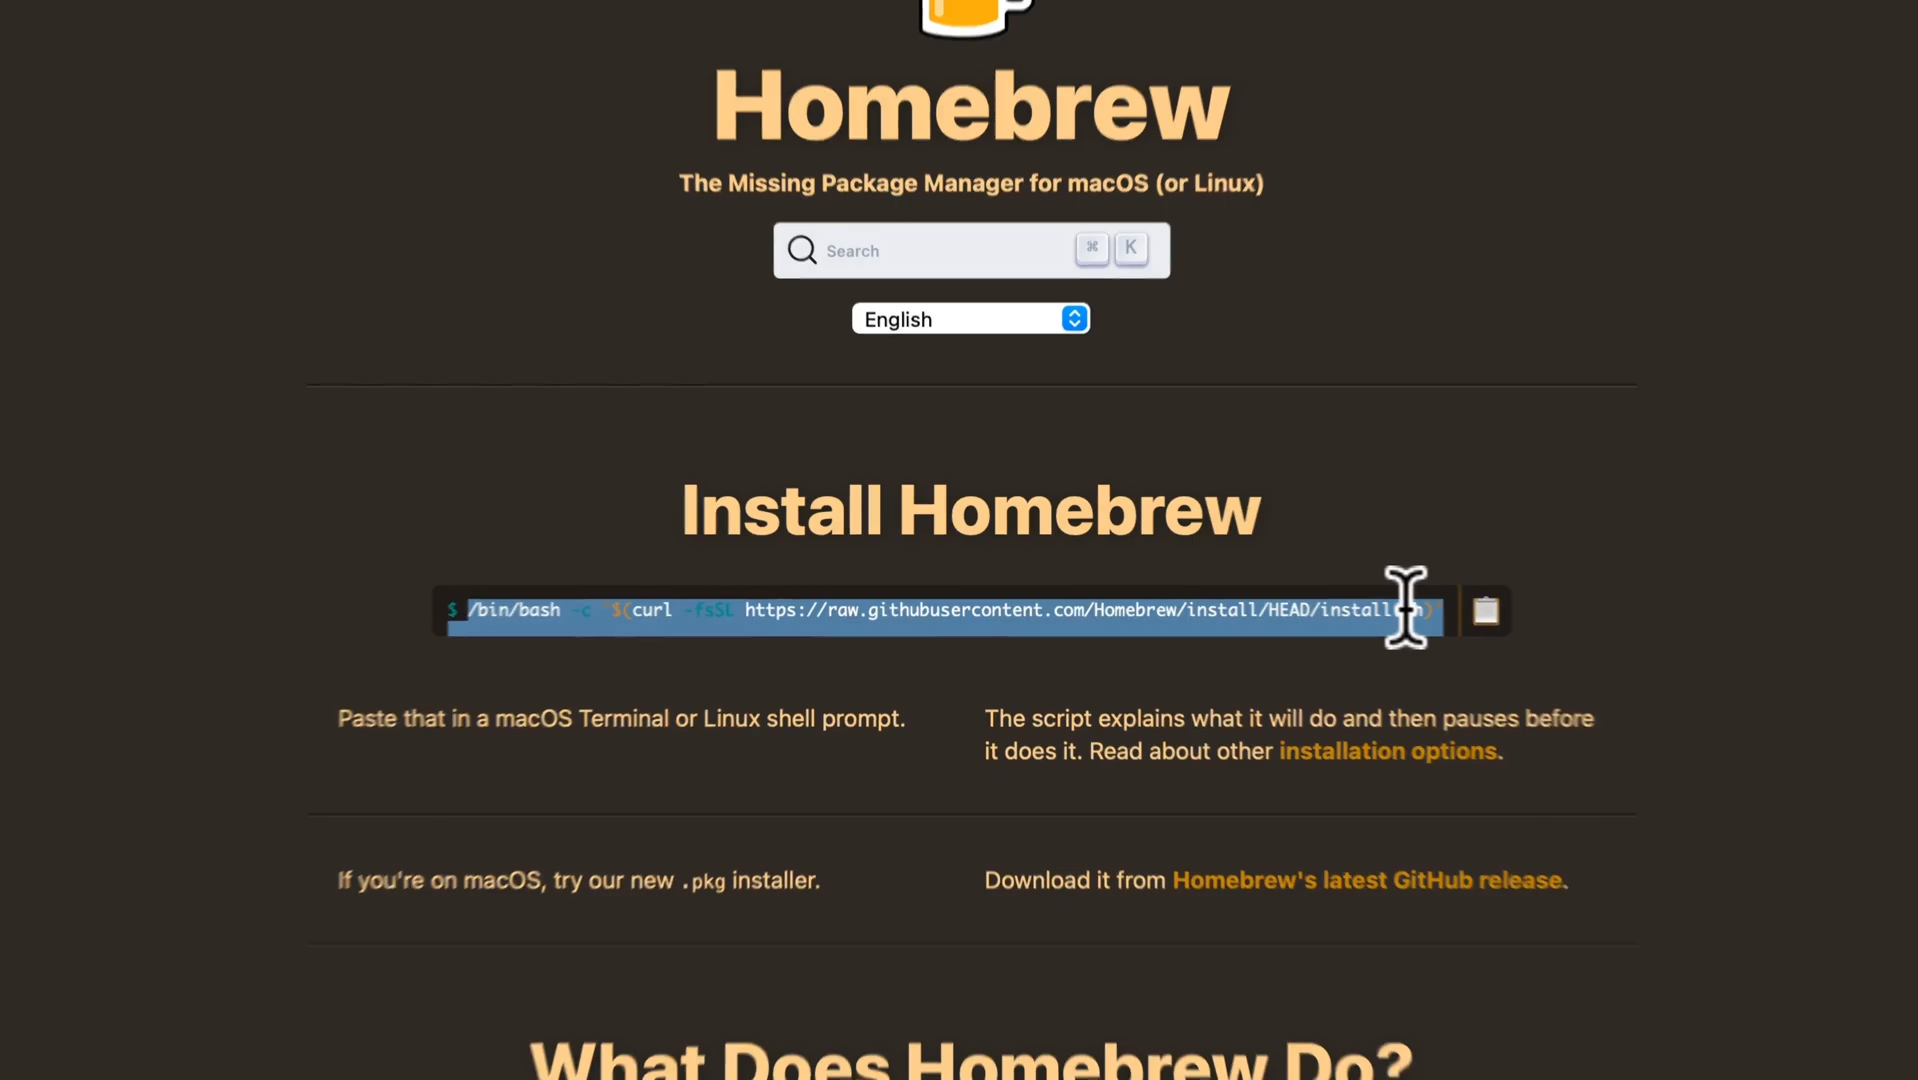 Homebrew
The Missing Package Manager for macOS (or Linux)
Search ⌘ K
English
Install Homebrew
$ /bin/bash -c "$(curl -fsSL https://raw.githubusercontent.com/Homebrew/install/HEAD/install
Paste that in a macOS Terminal or Linux shell prompt.
The script explains what it will do and then pauses before
it does it. Read about other installation options.
If you're on macOS, try our new .pkg installer.
Download it from Homebrew's latest GitHub release.
What Does Homebrew Do?